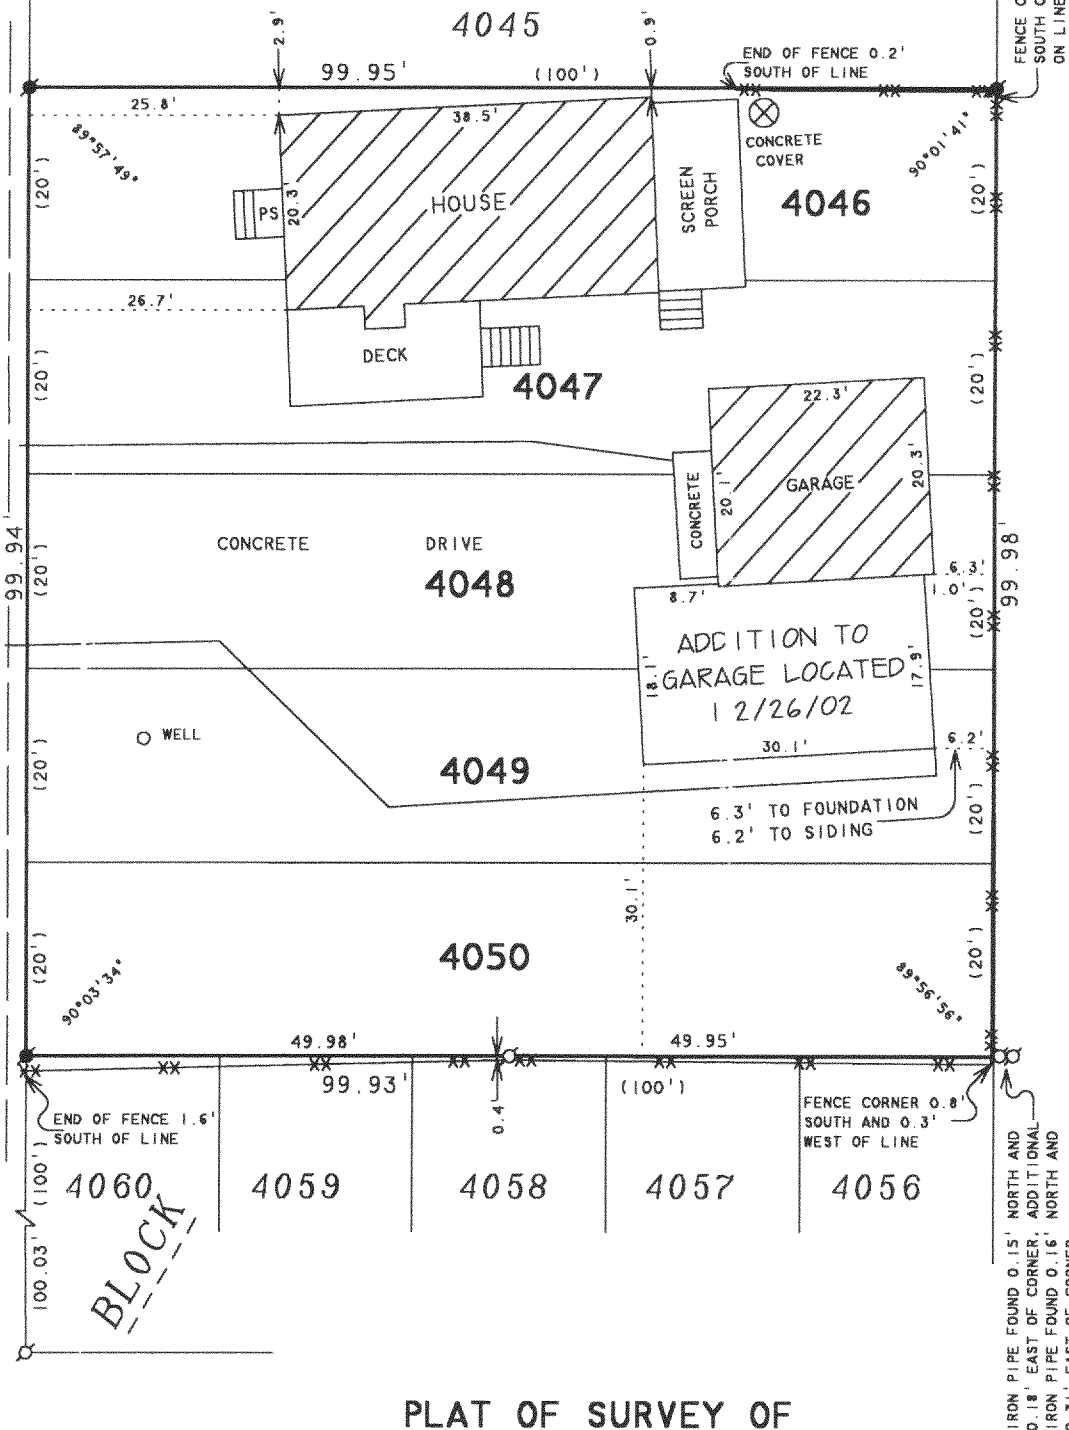 4045
2.9'
0.9'
FENCE
SOUTH
ON LINE
END OF FENCE 0.2'
SOUTH OF LINE
99.95'
(100')
25.8'
38.5'
89°57'49"
90°01'41"
CONCRETE
COVER
(20')
(20')
PS
20.3'
HOUSE
SCREEN
PORCH
4046
26.7'
DECK
4047
(20')
(20')
22.3'
20.3'
GARAGE
20.1'
CONCRETE
99.94'
(20')
CONCRETE DRIVE
4048
99.98'
6.3'
1.0'
(20')
8.7'
ADDITION TO
GARAGE LOCATED
12/26/02
18.1'
17.9'
30.1'
6.2'
WELL
4049
(20')
(20')
6.3' TO FOUNDATION
6.2' TO SIDING
30.1'
4050
(20')
(20')
90°03'34"
89°56'56"
49.98'
49.95'
99.93'
(100')
0.4'
END OF FENCE 1.6'
SOUTH OF LINE
FENCE CORNER 0.8'
SOUTH AND 0.3'
WEST OF LINE
4060
4059
4058
4057
4056
(100')
100.03'
BLOCK
IRON PIPE FOUND 0.15' NORTH AND
0.18' EAST OF CORNER, ADDITIONAL
IRON PIPE FOUND 0.16' NORTH AND
EAST OF CORNER
PLAT OF SURVEY OF